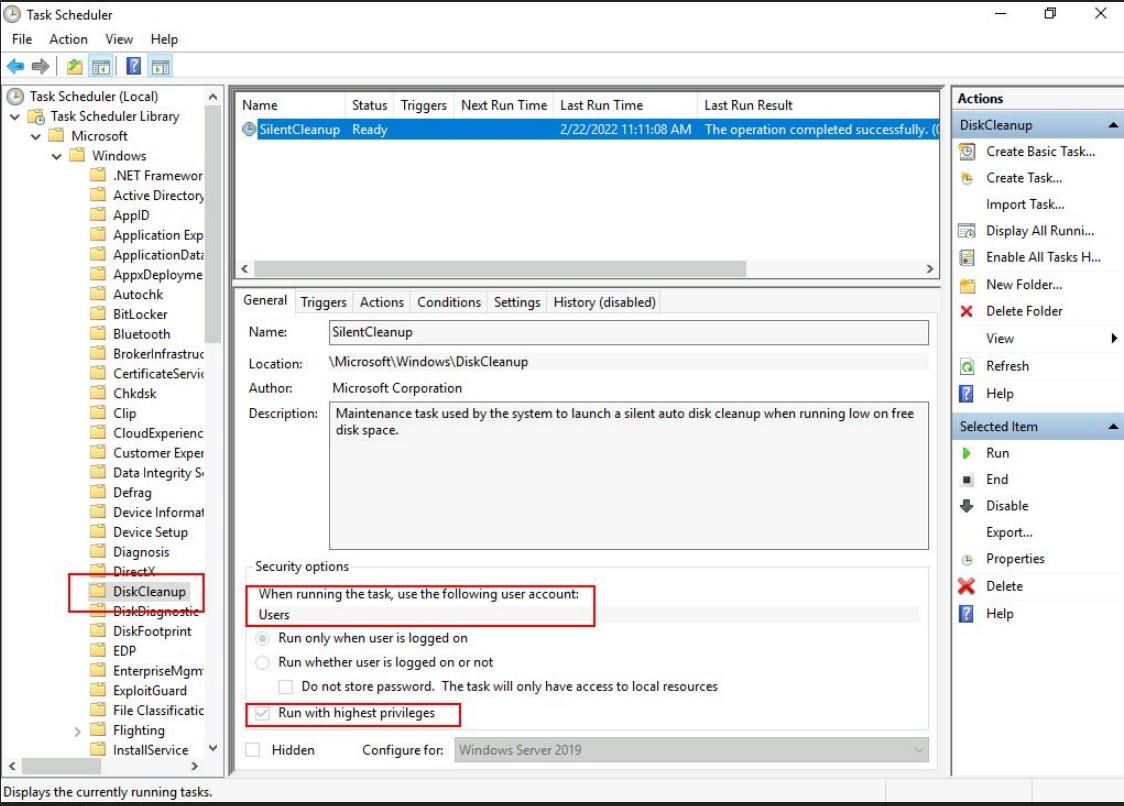 Task Scheduler
File Action View Help
Task Scheduler (Local)
Task Scheduler Library
Microsoft
Windows
.NET Framewor
Active Directory
AppID
Application Exp
ApplicationData
AppxDeployme
Autochk
BitLocker
Bluetooth
BrokerInfrastruc
CertificateServic
Chkdsk
Clip
CloudExperienc
Customer Exper
Data Integrity S
Defrag
Device Informat
Device Setup
Diagnosis
DirectX
DiskCleanup
DiskDiagnostic
DiskFootprint
EDP
EnterpriseMgm
ExploitGuard
File Classificatic
Flighting
InstallService
Name Status Triggers Next Run Time Last Run Time Last Run Result
SilentCleanup Ready 2/22/2022 11:11:08 AM The operation completed successfully. (0
General Triggers Actions Conditions Settings History (disabled)
Name: SilentCleanup
Location: \Microsoft\Windows\DiskCleanup
Author: Microsoft Corporation
Description: Maintenance task used by the system to launch a silent auto disk cleanup when running low on free
disk space.
Security options
When running the task, use the following user account:
Users
Run only when user is logged on
Run whether user is logged on or not
Do not store password. The task will only have access to local resources
Run with highest privileges
Hidden Configure for: Windows Server 2019
Actions
DiskCleanup
Create Basic Task...
Create Task...
Import Task...
Display All Runni...
Enable All Tasks H...
New Folder...
Delete Folder
View
Refresh
Help
Selected Item
Run
End
Disable
Export...
Properties
Delete
Help
Displays the currently running tasks.